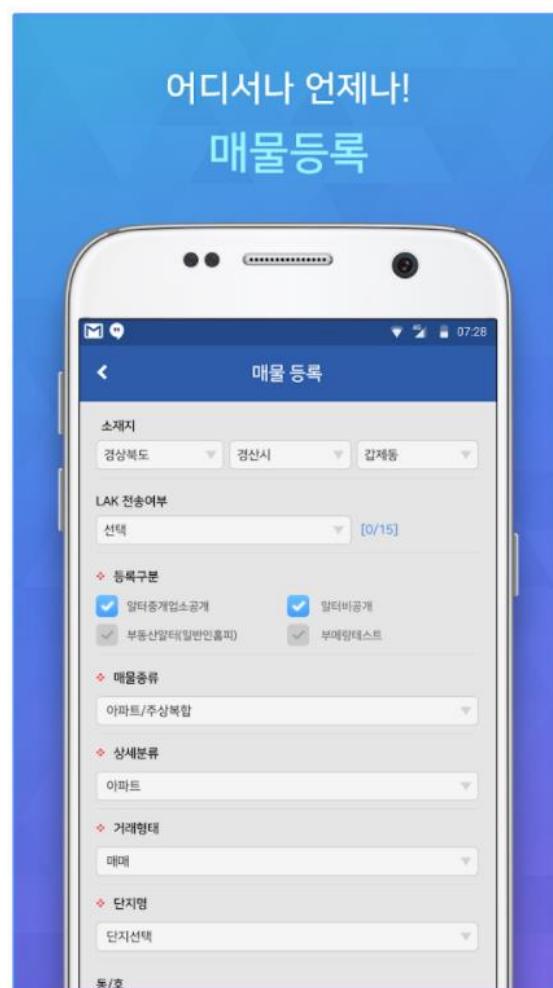 어디서나 언제나!
매물등록
07:28
매물 등록
소재지
경상북도 경산시 갑제동
LAK 전송여부
선택 [0/15]
등록구분
알터중개업소공개 알터비공개
부동산알터(일반인홈피) 부메랑테스트
매물종류
아파트/주상복합
상세분류
아파트
거래형태
매매
단지명
단지선택
동/호